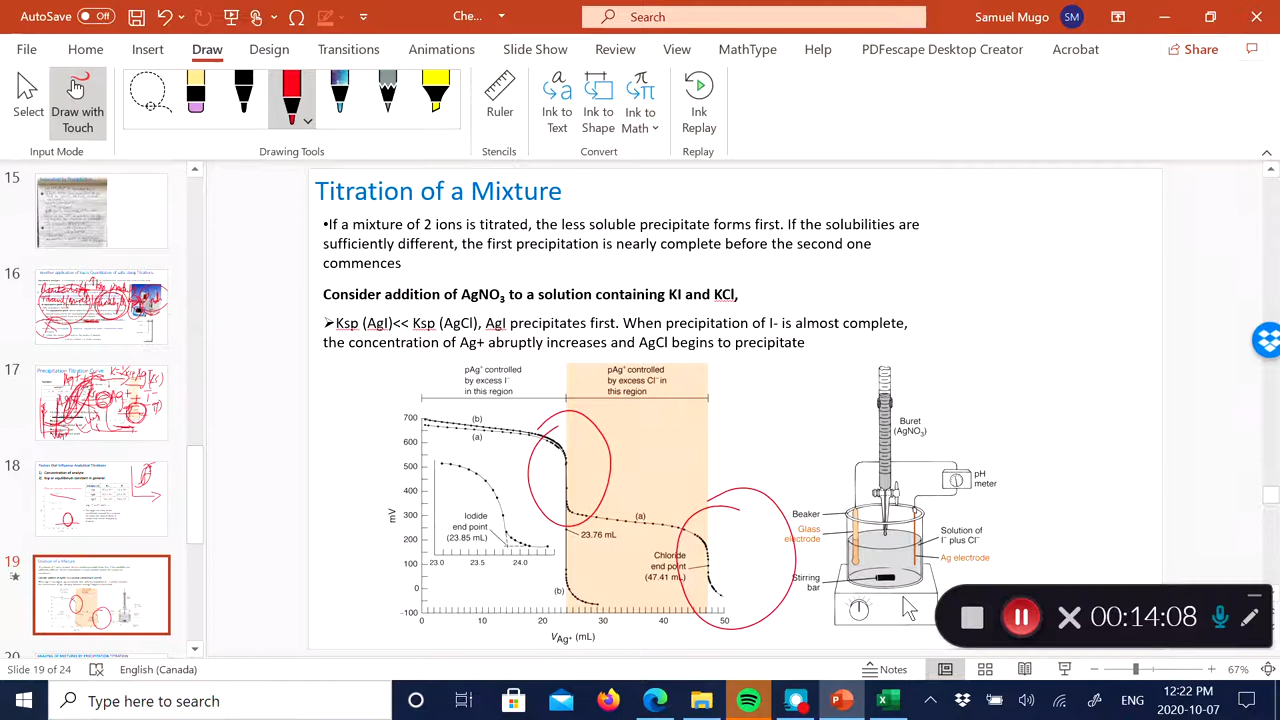 AutoSave Off
Che...
Search
Samuel Mugo
SM
File
Home
Insert
Draw
Design
Transitions
Animations
Slide Show
Review
View
MathType
Help
PDFescape Desktop Creator
Acrobat
Share
Select
Draw with
Touch
Ruler
Ink to
Text
Ink to
Shape
Ink to
Math
Ink
Replay
Input Mode
Drawing Tools
Stencils
Convert
Replay
15
16
17
Precipitation Titration Curve
18
19
Titration of a Mixture
•If a mixture of 2 ions is titrated, the less soluble precipitate forms first. If the solubilities are
sufficiently different, the first precipitation is nearly complete before the second one
commences
Consider addition of AgNO3 to a solution containing KI and KCl,
➢Ksp (AgI)<< Ksp (AgCl)
precipitates first. When precipitation
most complete,
the concentration of Ag+ abruptly increases and AgCl begins to precipitate
pAg+ controlled
by excess I−
in this region
pAg+ controlled
by excess Cl− in
this region
700
600
500
400
300
200
100
0
-100
mV
(b)
(a)
Iodide
end point
(23.85 mL)
23.0
23.5
24.0
23.76 mL
(a)
Chloride
end point
(47.41 mL)
(b)
0
10
20
30
40
50
VAg+ (mL)
Buret
(AgNO3)
pH
meter
Beaker
Glass
electrode
Solution of
I− plus Cl−
Ag electrode
Stirring
bar
00:14:08
Slide 19 of 24
English (Canada)
Notes
67%
Type here to search
ENG
12:22 PM
2020-10-07